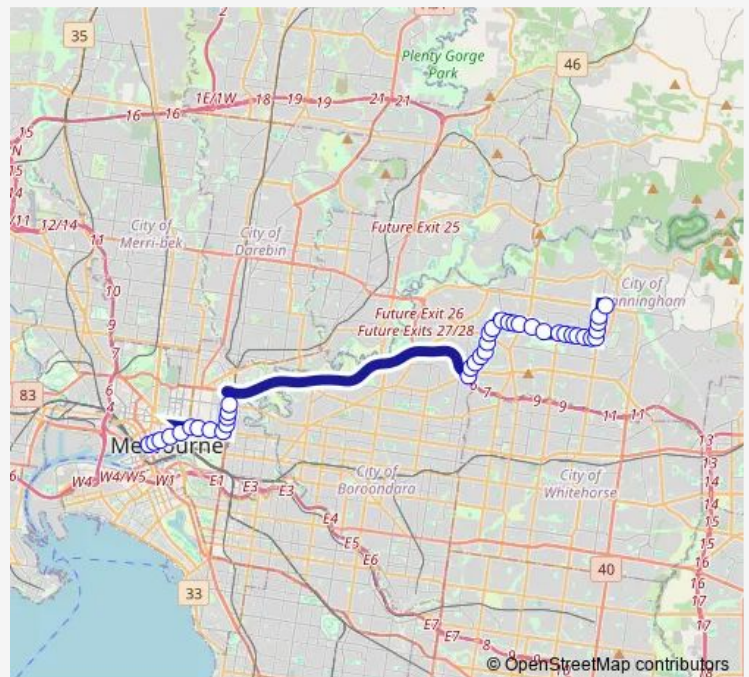 35
2
Plenty Gorge
Park
46
1E/1W
18
19
19
21
21
16
16
15
N
15
14
/11
12/14
11
City of
Merri-bek
City of
Darebin
Future Exit 25
10
9
7
City of
anningham
Future Exit 26
Future Exits 27/28
83
6
4
7
9
9
11
11
13
Melbourne
6
W4
W4/W5
W1
E1
E3
E3
City of
Boroondara
City of
Whitehorse
13
14
14
15
16
16
17
17
E4
E5
E6
40
33
E7
E7
8
© OpenStreetMap contributors